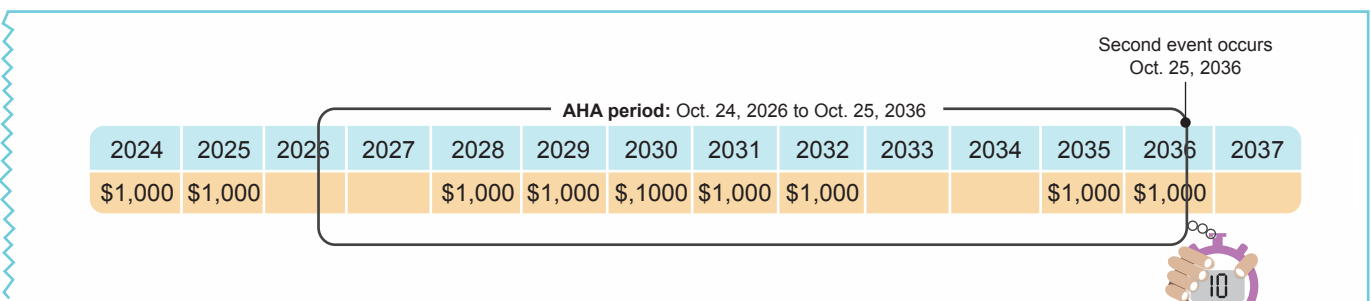 Second event occurs
Oct. 25, 2036
AHA period: Oct. 24, 2026 to Oct. 25, 2036
2024 2025 2026 2027 2028 2029 2030 2031 2032 2033 2034 2035 2036 2037
$1,000 $1,000 $1,000 $1,000 $,1000 $1,000 $1,000 $1,000 $1,000
10